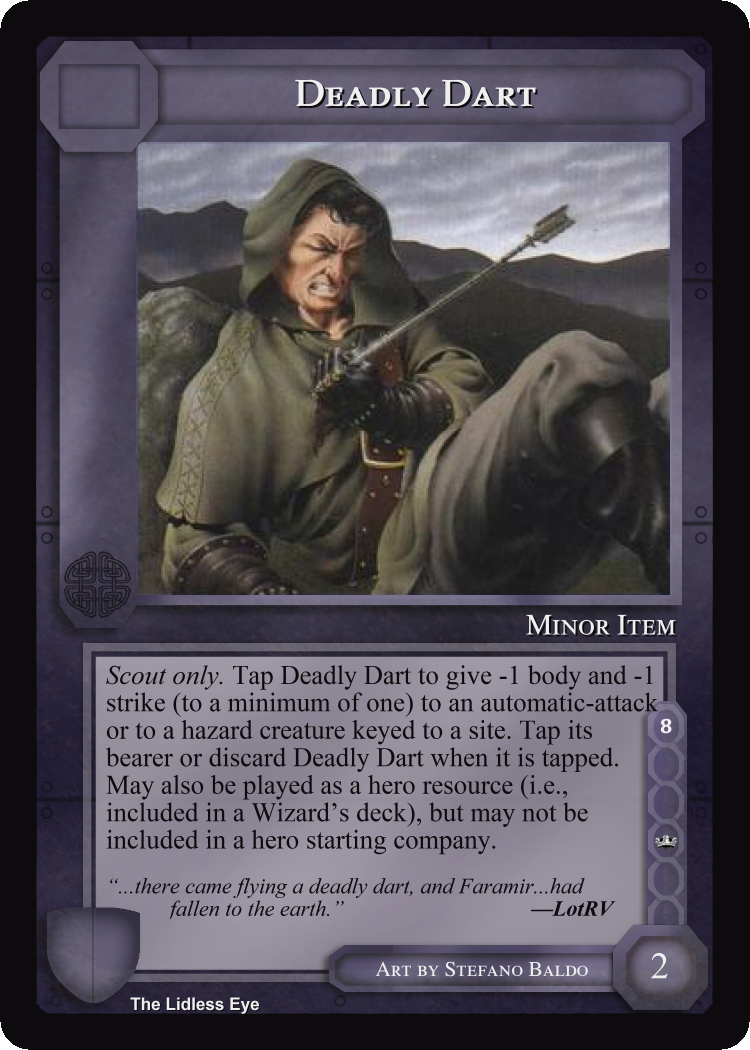 Deadly Dart
Minor Item
Scout only. Tap Deadly Dart to give -1 body and -1
strike (to a minimum of one) to an automatic-attack
or to a hazard creature keyed to a site. Tap its
bearer or discard Deadly Dart when it is tapped.
May also be played as a hero resource (i.e.,
included in a Wizard’s deck), but may not be
included in a hero starting company.
8
“...there came flying a deadly dart, and Faramir...had
fallen to the earth.” —LotRV
Art by Stefano Baldo
2
The Lidless Eye